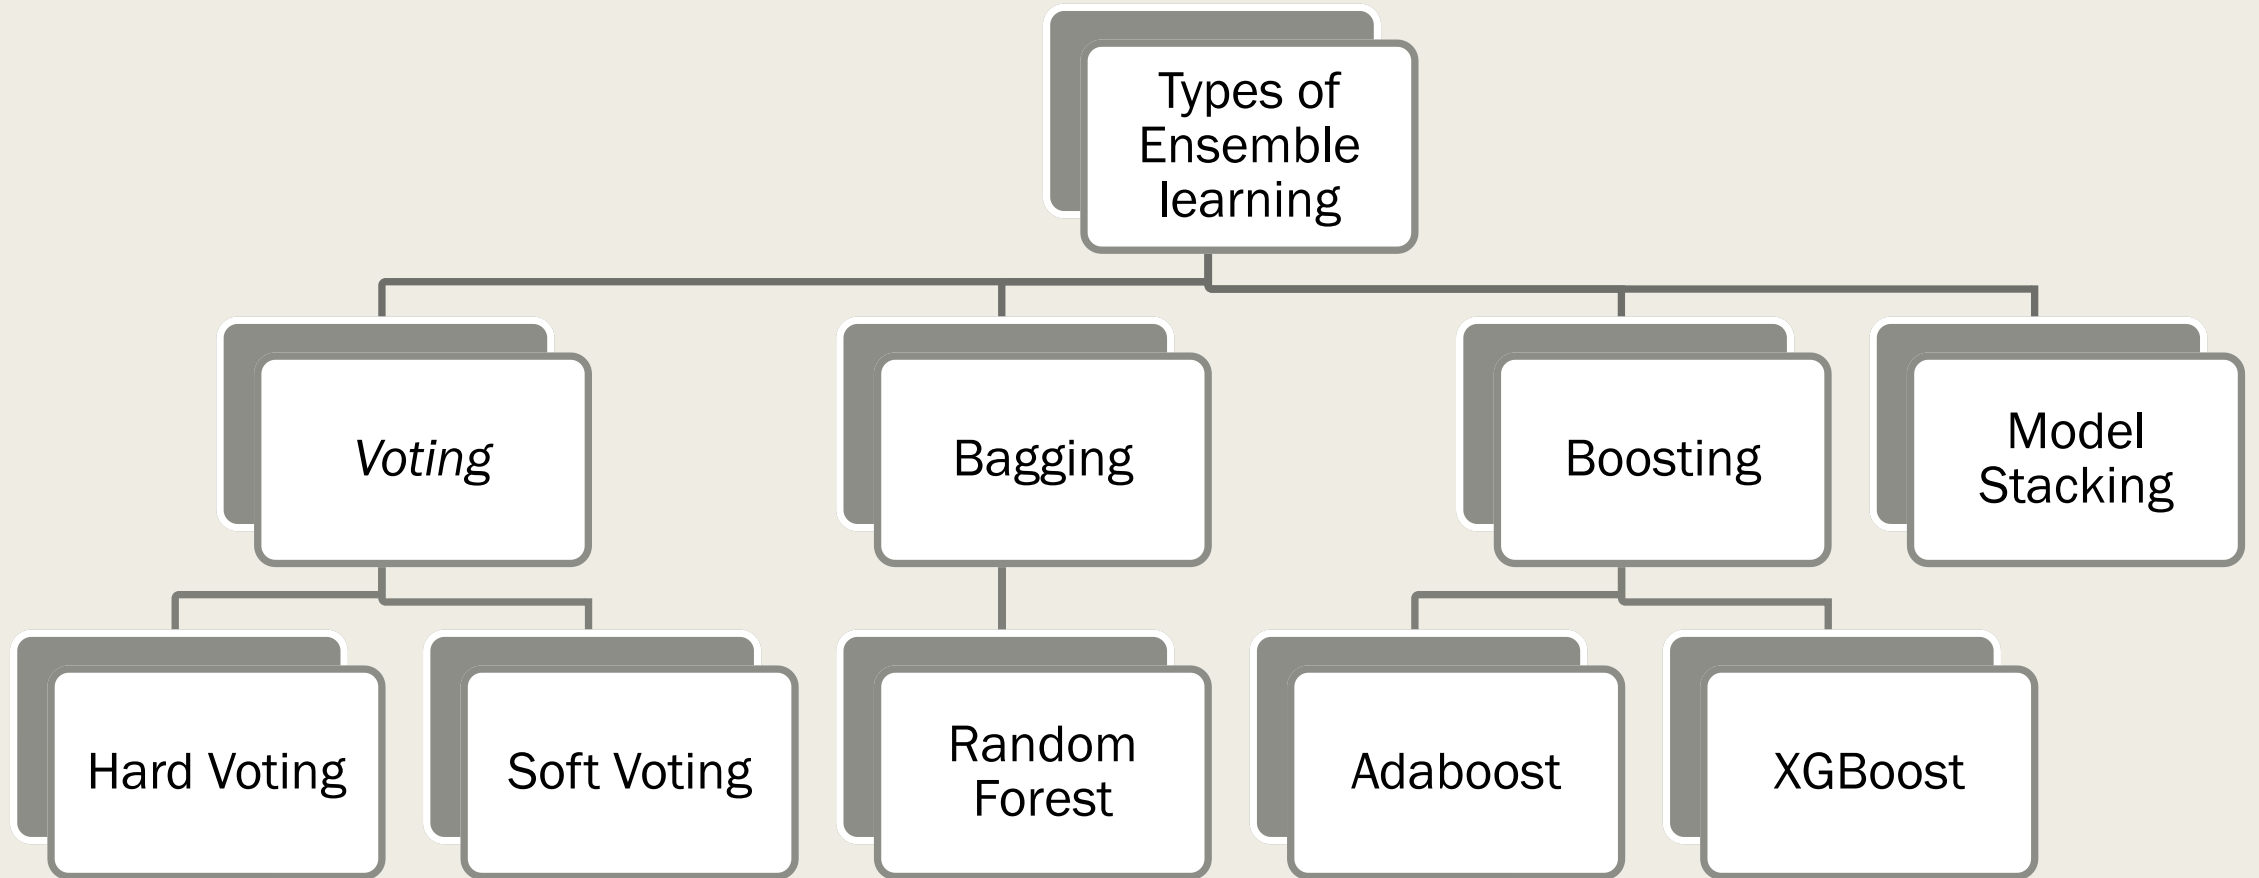 Types of
Ensemble
learning
Voting
Bagging
Boosting
Model
Stacking
Hard Voting
Soft Voting
Random
Forest
Adaboost
XGBoost